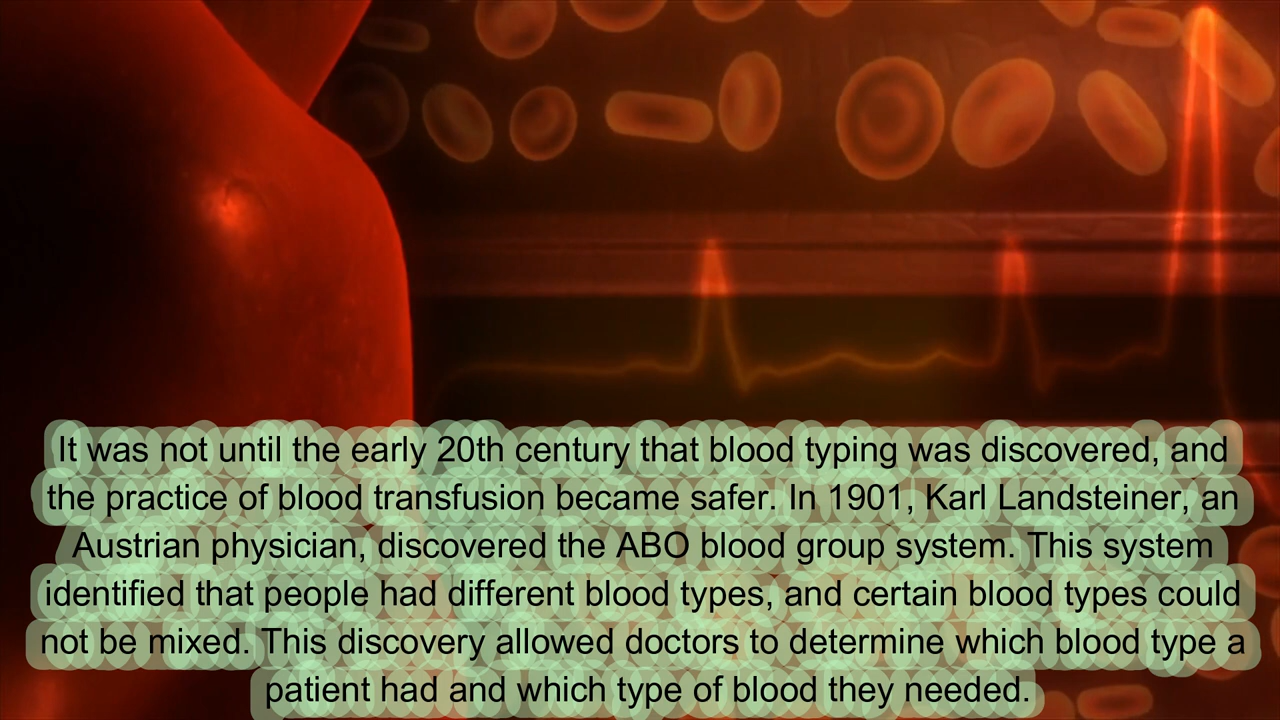 It was not until the early 20th century that blood typing was discovered, and
the practice of blood transfusion became safer. In 1901, Karl Landsteiner, an
Austrian physician, discovered the ABO blood group system. This system
identified that people had different blood types, and certain blood types could
not be mixed. This discovery allowed doctors to determine which blood type a
patient had and which type of blood they needed.